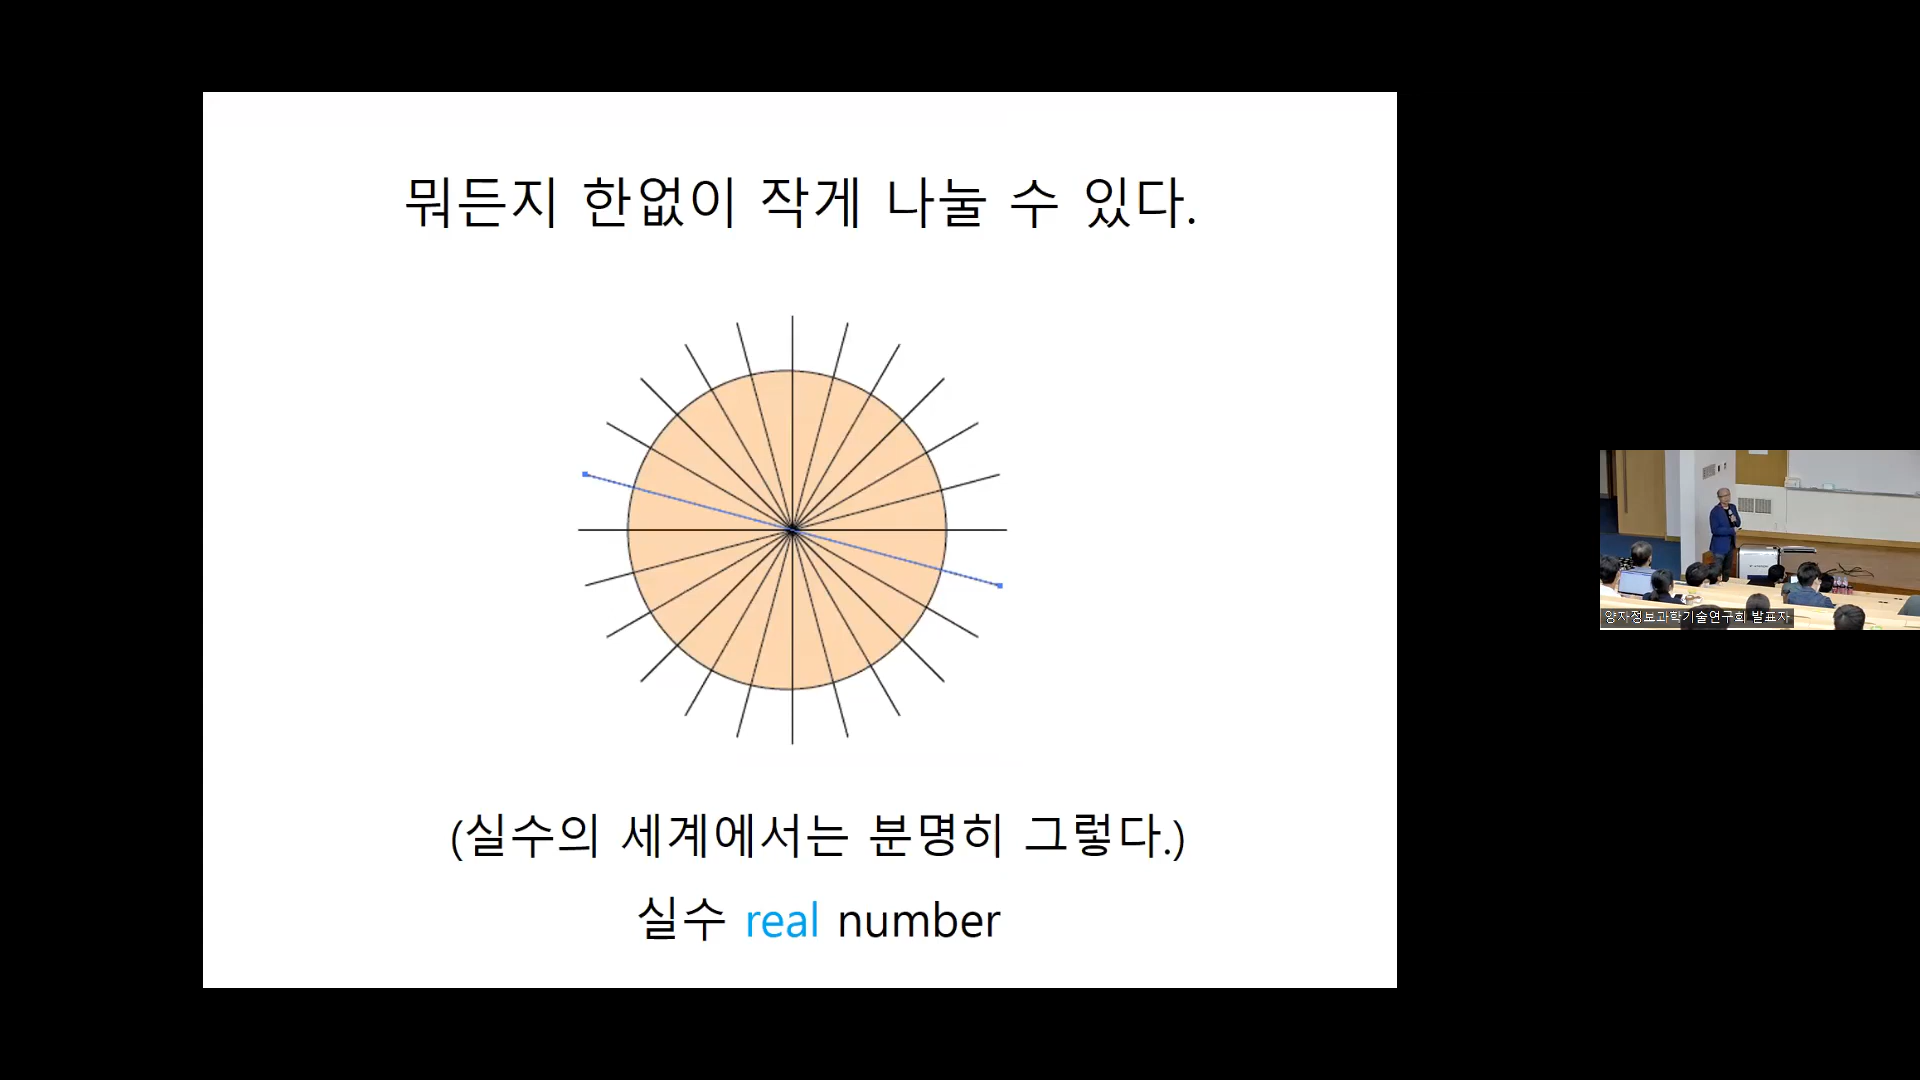 뭐든지 한없이 작게 나눌 수 있다.
(실수의 세계에서는 분명히 그렇다.)
실수 real number
양자정보과학기술연구회 발표자